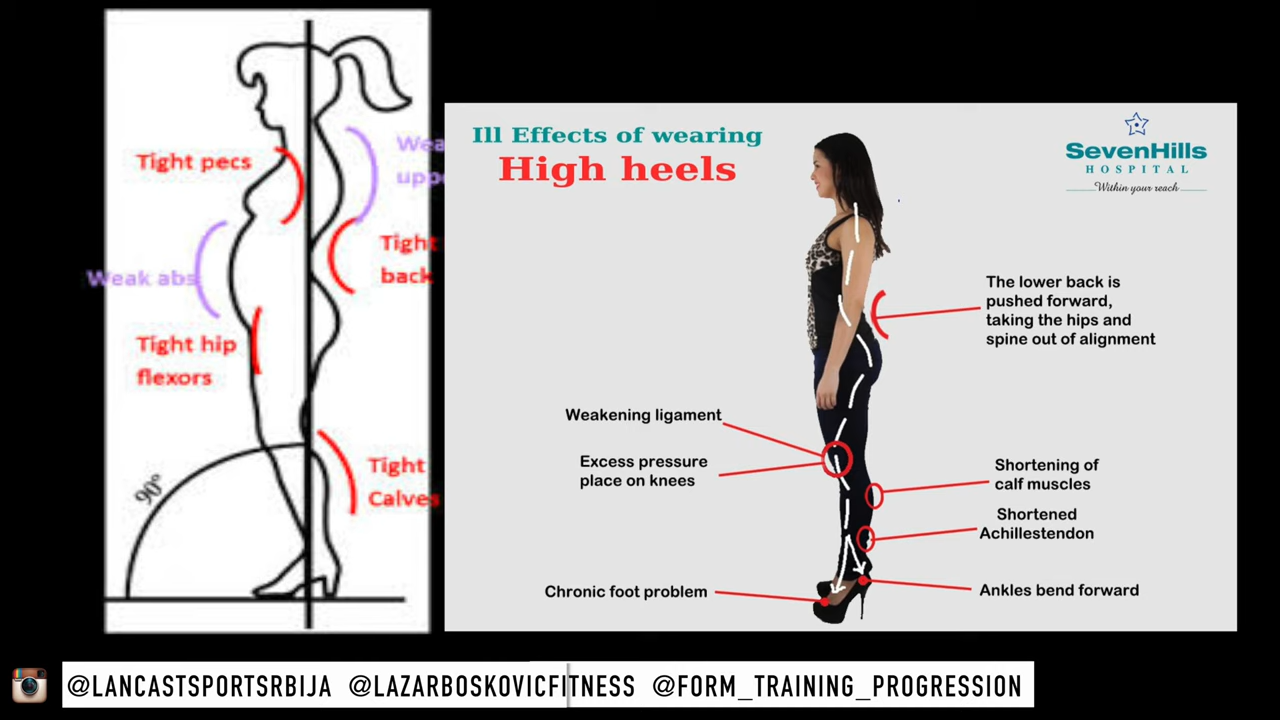 Tight pecs
Weak abs
Tight hip
flexors
90°
Tight
back
Tight
Calves
Ill Effects of wearing
High heels
SevenHills
HOSPITAL
Within your reach
The lower back is
pushed forward,
taking the hips and
spine out of alignment
Weakening ligament
Excess pressure
place on knees
Shortening of
calf muscles
Shortened
Achillestendon
Chronic foot problem
Ankles bend forward
@LANCASTSPORTSRBIJA @LAZARBOSKOVICFITNESS @FORM_TRAINING_PROGRESSION